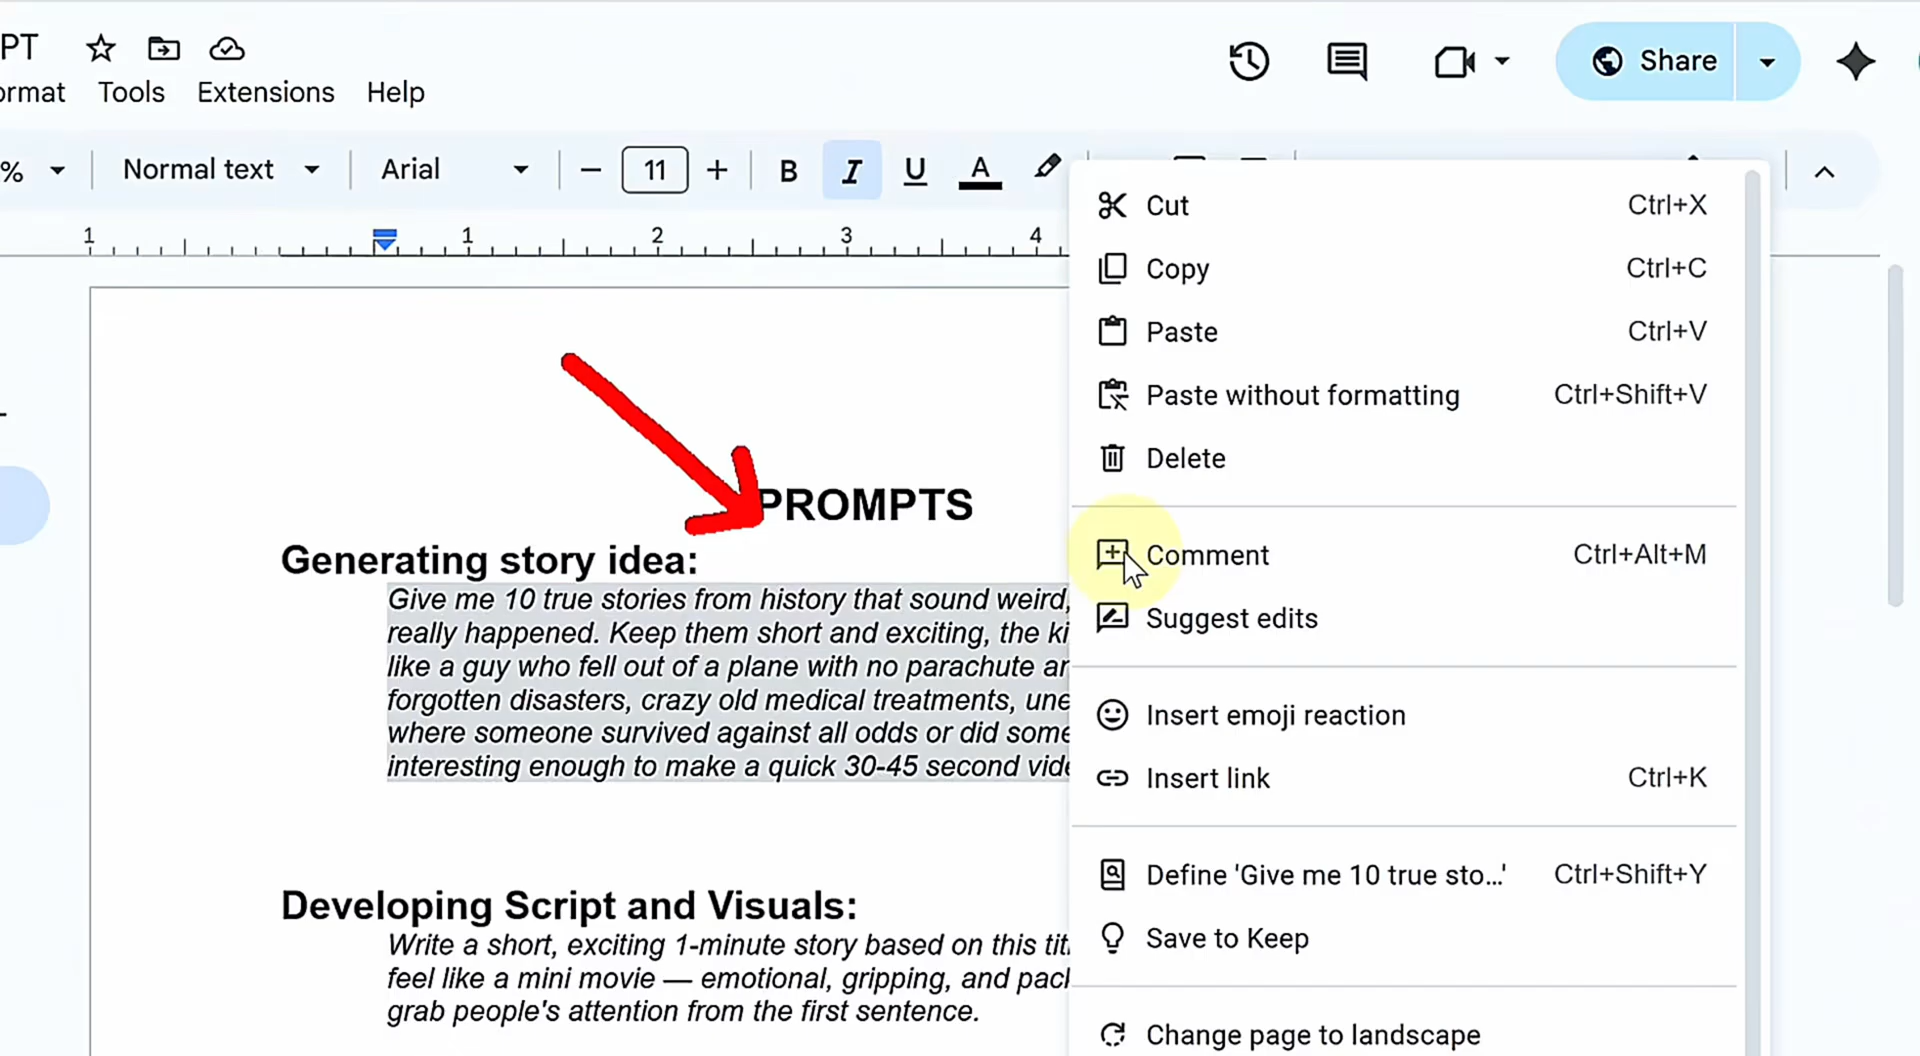 PT
ormat Tools Extensions Help
Share
% Normal text Arial 11 B I U A
1 1 2 3 4
Cut Ctrl+X
Copy Ctrl+C
Paste Ctrl+V
Paste without formatting Ctrl+Shift+V
Delete
Comment Ctrl+Alt+M
Suggest edits
Insert emoji reaction
Insert link Ctrl+K
Define 'Give me 10 true sto...' Ctrl+Shift+Y
Save to Keep
Change page to landscape
PROMPTS
Generating story idea:
Give me 10 true stories from history that sound weird,
really happened. Keep them short and exciting, the ki
like a guy who fell out of a plane with no parachute
forgotten disasters, crazy old medical treatments, une
where someone survived against all odds or did some
interesting enough to make a quick 30-45 second vide
Developing Script and Visuals:
Write a short, exciting 1-minute story based on this
feel like a mini movie — emotional, gripping, and
grab people's attention from the first sentence.